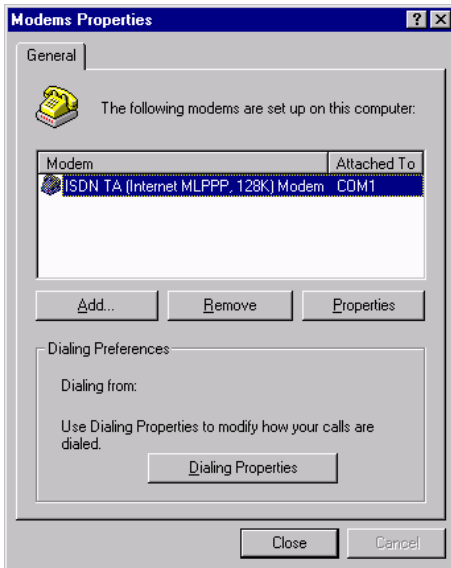 Modems Properties
General
The following modems are set up on this computer:
Modem Attached To
ISDN TA (Internet MLPPP, 128K) Modem COM1
Add... Remove Properties
Dialing Preferences
Dialing from:
Use Dialing Properties to modify how your calls are
dialed.
Dialing Properties
Close Cancel